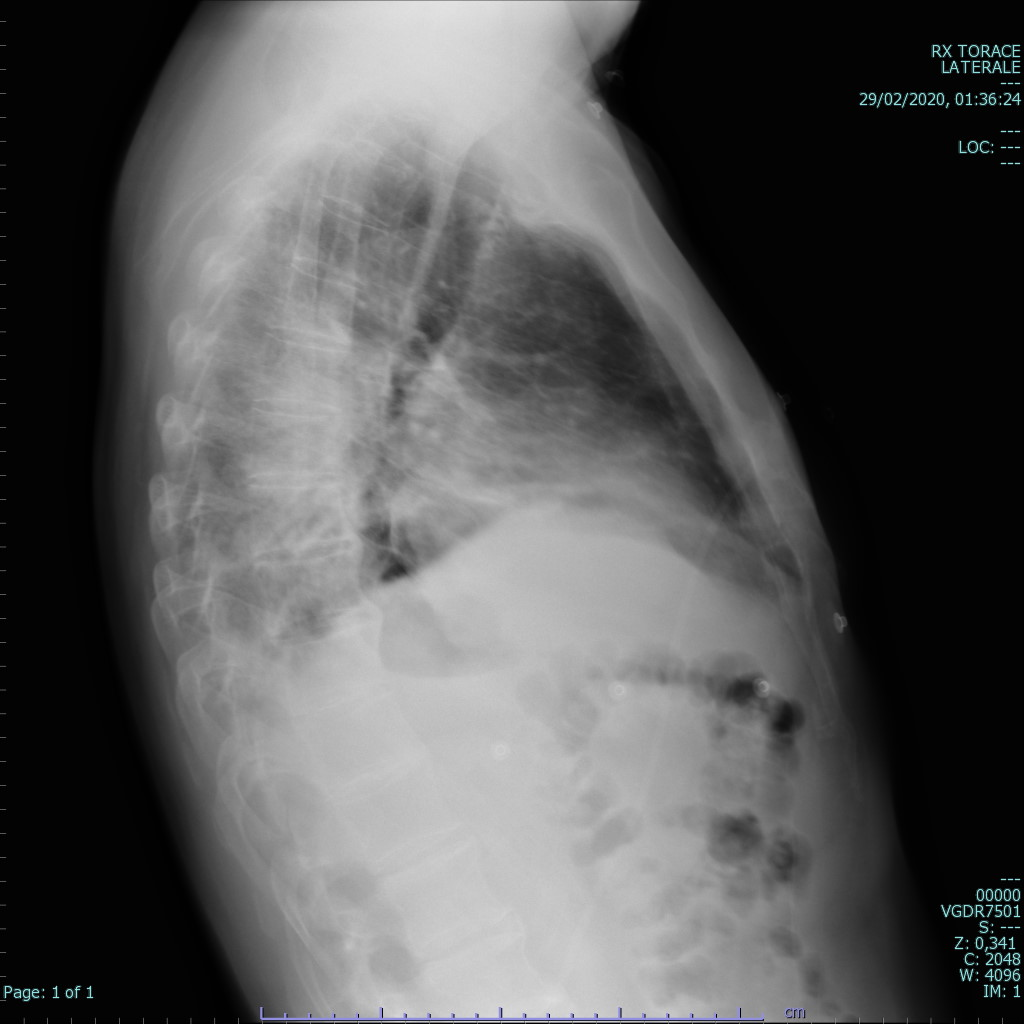 RX TORACE
LATERALE
---
29/02/2020, 01:36:24
---
LOC: ---
---
---
00000
VGDR7501
S: ---
Z: 0,341
C: 2048
W: 4096
IM: 1
Page: 1 of 1
cm